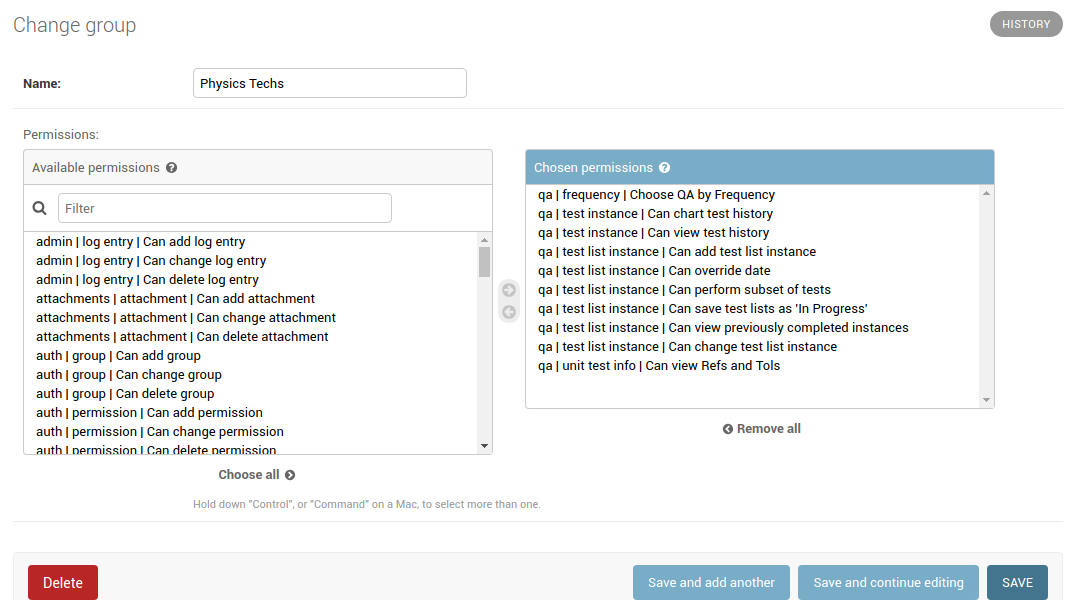 Change group
HISTORY
Name:
Physics Techs
Permissions:
Available permissions ?
Filter
admin | log entry | Can add log entry
admin | log entry | Can change log entry
admin | log entry | Can delete log entry
attachments | attachment | Can add attachment
attachments | attachment | Can change attachment
attachments | attachment | Can delete attachment
auth | group | Can add group
auth | group | Can change group
auth | group | Can delete group
auth | permission | Can add permission
auth | permission | Can change permission
auth | permission | Can delete permission
Choose all
Chosen permissions ?
qa | frequency | Choose QA by Frequency
qa | test instance | Can chart test history
qa | test instance | Can view test history
qa | test list instance | Can add test list instance
qa | test list instance | Can override date
qa | test list instance | Can perform subset of tests
qa | test list instance | Can save test lists as 'In Progress'
qa | test list instance | Can view previously completed instances
qa | test list instance | Can change test list instance
qa | unit test info | Can view Refs and Tols
Remove all
Hold down "Control", or "Command" on a Mac, to select more than one.
Delete
Save and add another
Save and continue editing
SAVE